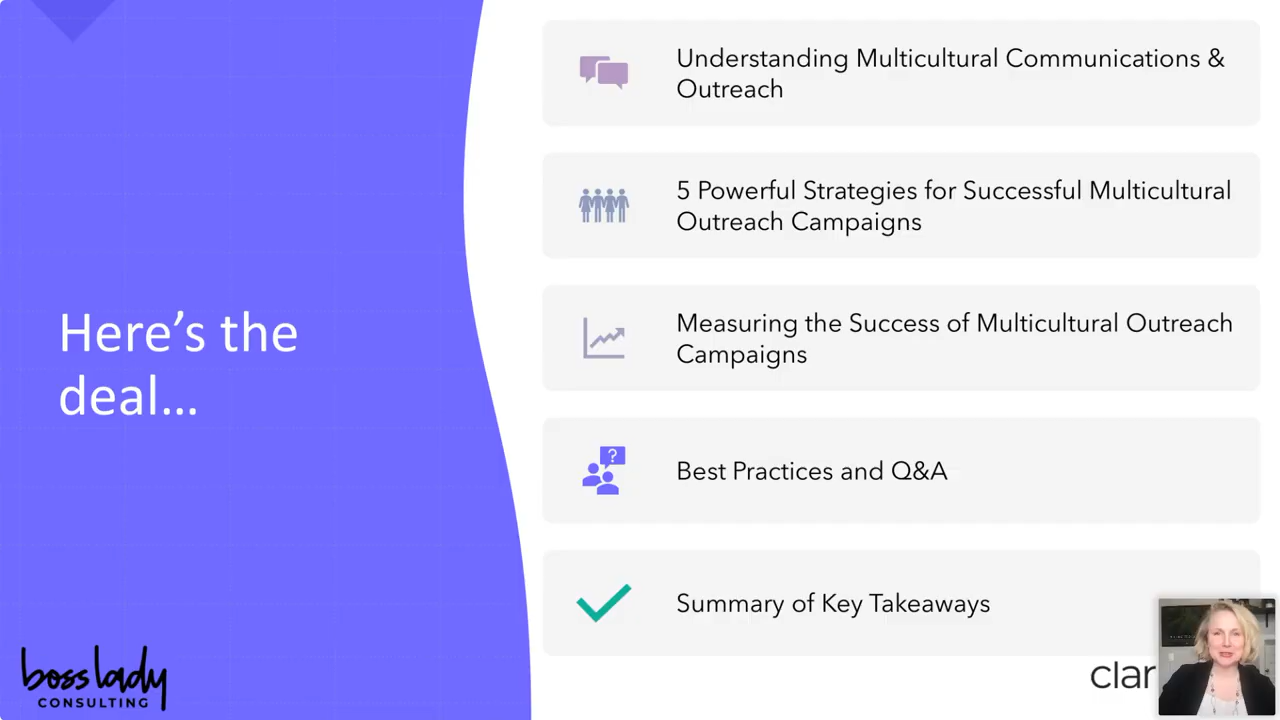 Here’s the
deal...
Understanding Multicultural Communications &
Outreach
5 Powerful Strategies for Successful Multicultural
Outreach Campaigns
Measuring the Success of Multicultural Outreach
Campaigns
?
Best Practices and Q&A
Summary of Key Takeaways
boss lady
CONSULTING
clar